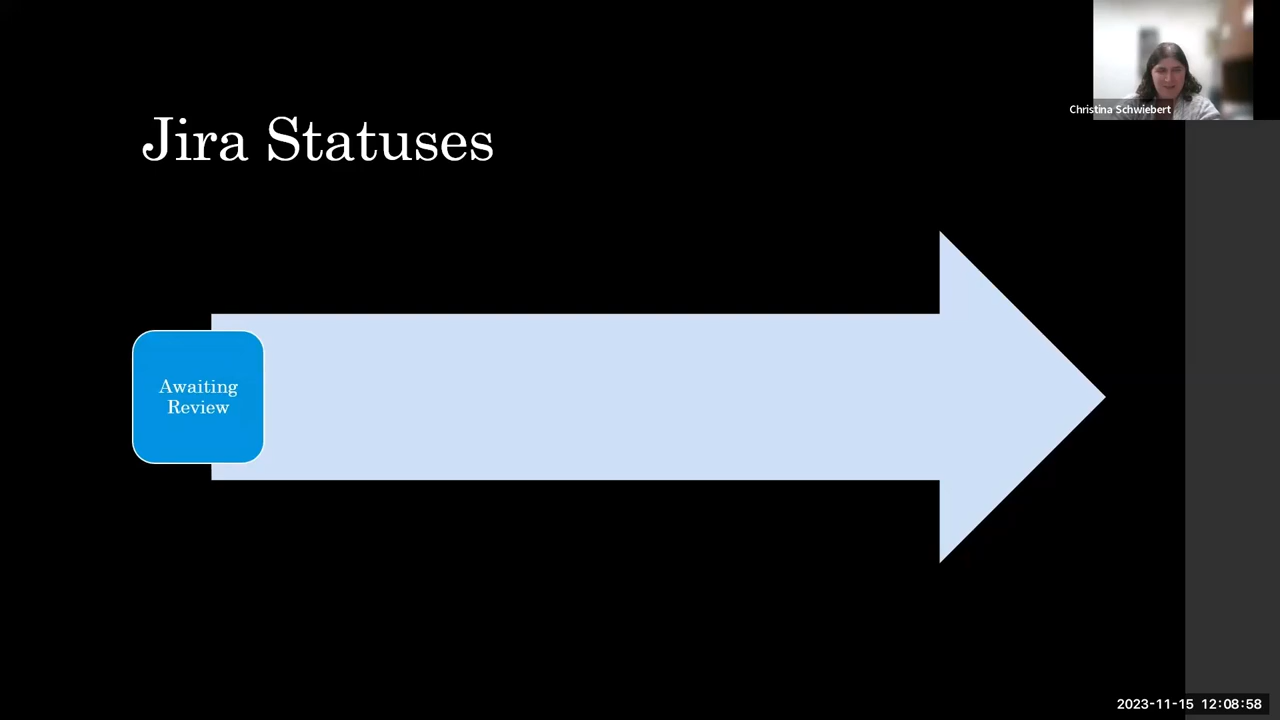 Christina Schwiebert
Jira Statuses
Awaiting
Review
2023-11-15 12:08:58